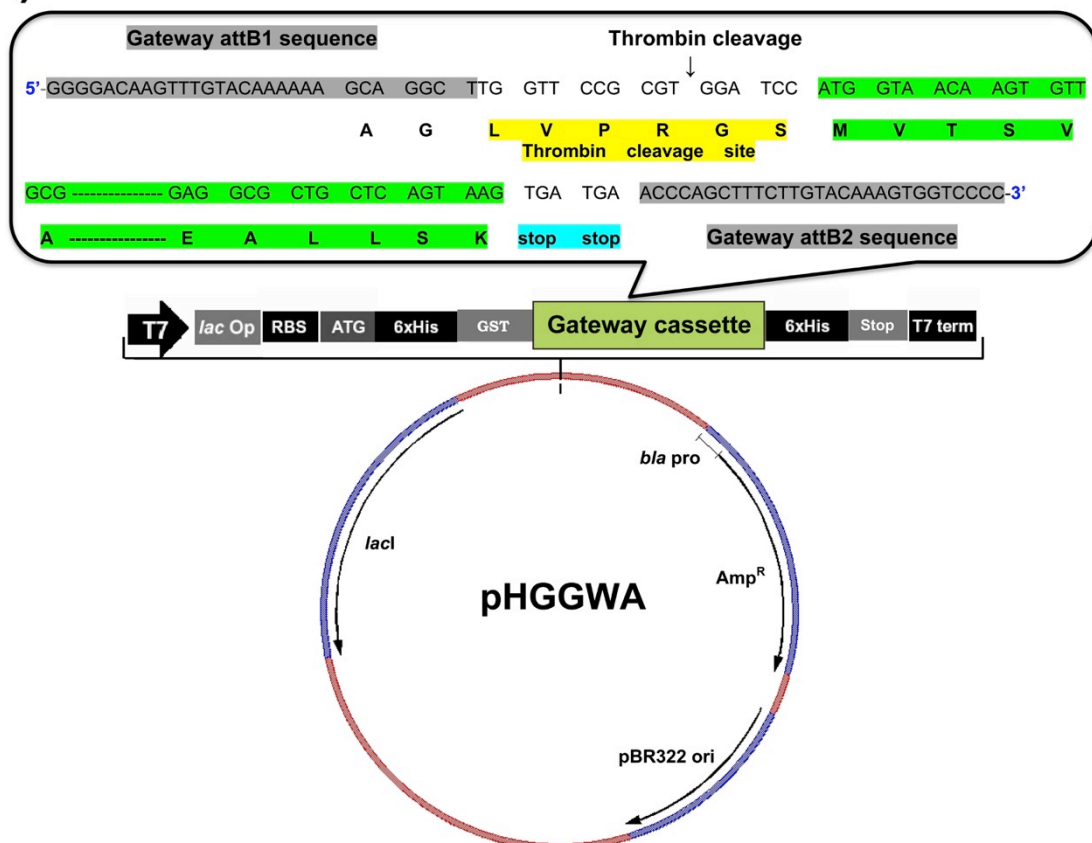 Gateway attB1 sequence Thrombin cleavage
↓
5'-GGGGACAAGTTTGTACAAAAAA GCA GGC TTG GTT CCG CGT GGA TCC ATG GTA ACA AGT GTT
A G L V P R G S M V T S V
Thrombin cleavage site
GCG --------------- GAG GCG CTG CTC AGT AAG TGA TGA ACCCAGCTTTCTTGTACAAAGTGGTCCCC-3'
A ---------------- E A L L S K stop stop Gateway attB2 sequence
T7 lac Op RBS ATG 6xHis GST Gateway cassette 6xHis Stop T7 term
bla pro
lacI
Amp^R
pHGGWA
pBR322 ori